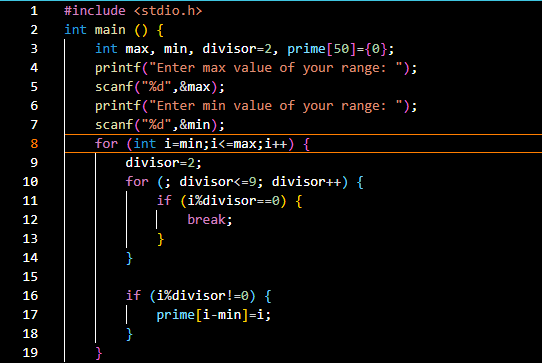 1 #include <stdio.h>
2 int main () {
3     int max, min, divisor=2, prime[50]={0};
4     printf("Enter max value of your range: ");
5     scanf("%d",&max);
6     printf("Enter min value of your range: ");
7     scanf("%d",&min);
8     for (int i=min;i<=max;i++) {
9         divisor=2;
10         for (; divisor<=9; divisor++) {
11             if (i%divisor==0) {
12                 break;
13             }
14         }
15
16         if (i%divisor!=0) {
17             prime[i-min]=i;
18         }
19     }